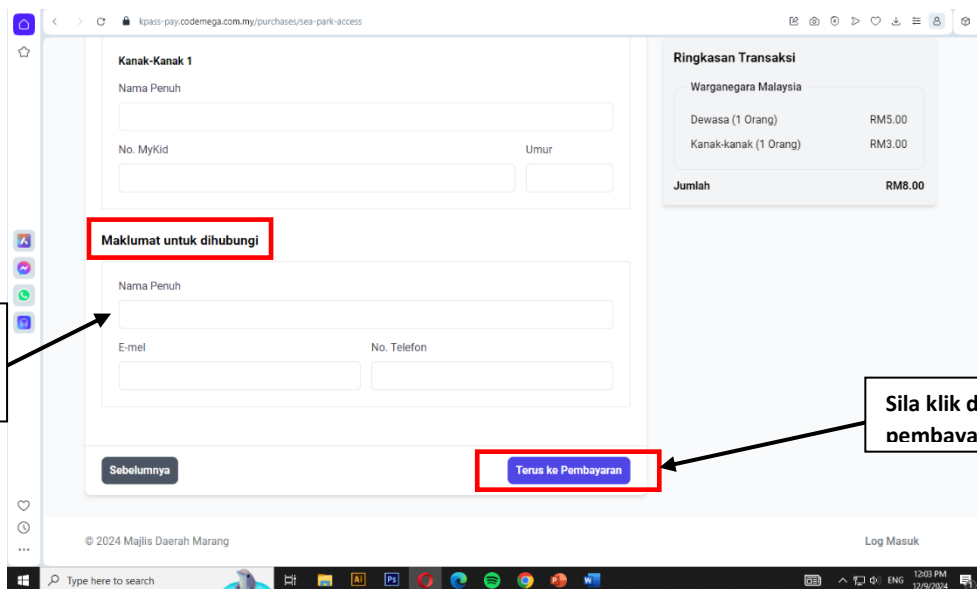 kpass-pay.codemega.com.my/purchases/sea-park-access
Kanak-Kanak 1
Nama Penuh
No. MyKid
Umur
Maklumat untuk dihubungi
Nama Penuh
E-mel
No. Telefon
Sebelumnya
Terus ke Pembayaran
Ringkasan Transaksi
Warganegara Malaysia
Dewasa (1 Orang) RM5.00
Kanak-kanak (1 Orang) RM3.00
Jumlah RM8.00
Sila klik d
pembaya
© 2024 Majlis Daerah Marang
Log Masuk
Type here to search
Ai
Ps
ENG
12:03 PM
12/9/2024